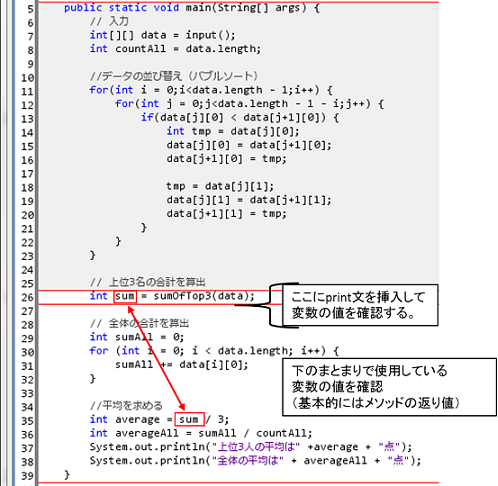 5 public static void main(String[] args) {
6 // 入力
7 int[][] data = input();
8 int countAll = data.length;
9
10 //データの並び替え（バブルソート）
11 for(int i = 0;i<data.length - 1;i++) {
12 for(int j = 0;j<data.length - 1 - i;j++) {
13 if(data[j][0] < data[j+1][0]) {
14 int tmp = data[j][0];
15 data[j][0] = data[j+1][0];
16 data[j+1][0] = tmp;
17
18 tmp = data[j][1];
19 data[j][1] = data[j+1][1];
20 data[j+1][1] = tmp;
21 }
22 }
23 }
24
25 // 上位3名の合計を算出
26 int sum = sumOfTop3(data);
27
28 // 全体の合計を算出
29 int sumAll = 0;
30 for (int i = 0; i < data.length; i++) {
31 sumAll += data[i][0];
32 }
33
34 //平均を求める
35 int average = sum / 3;
36 int averageAll = sumAll / countAll;
37 System.out.println("上位3人の平均は" +average + "点");
38 System.out.println("全体の平均は" + averageAll + "点");
39 }
ここにprint文を挿入して
変数の値を確認する。
下のまとまりで使用している
変数の値を確認
（基本的にはメソッドの返り値）